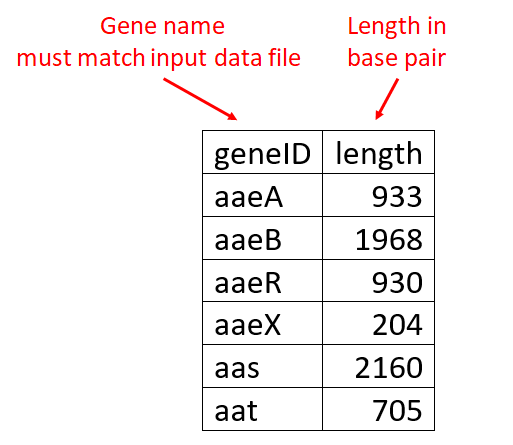 Gene name
must match input data file
Length in
base pair
geneID length
aaeA 933
aaeB 1968
aaeR 930
aaeX 204
aas 2160
aat 705